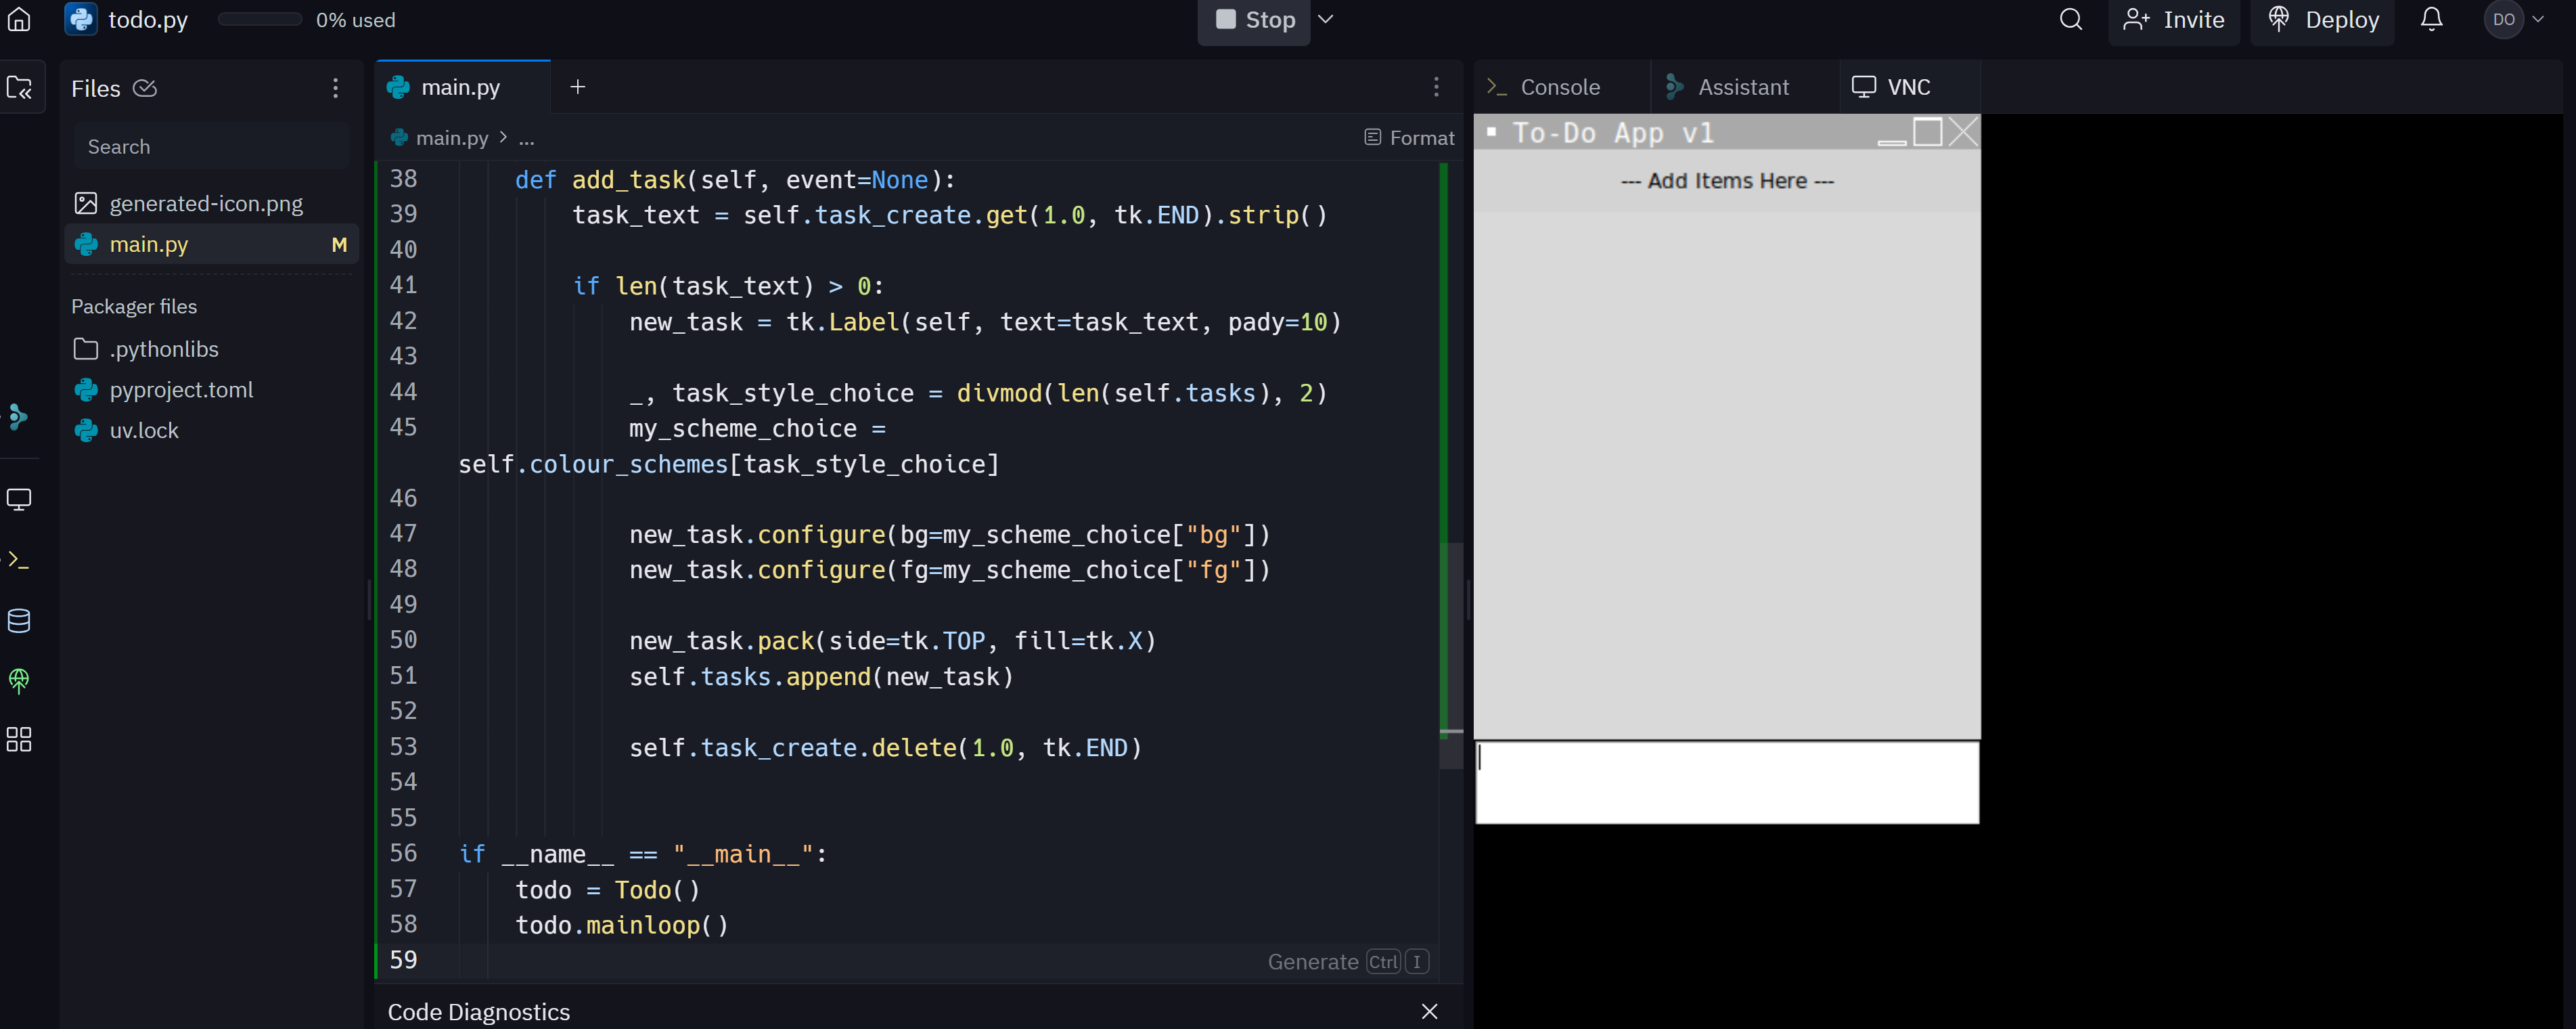 todo.py 0% used Stop Invite Deploy DO
Files
Search
generated-icon.png
main.py M
Packager files
.pythonlibs
pyproject.toml
uv.lock
main.py
main.py > ... Format
38 def add_task(self, event=None):
39 task_text = self.task_create.get(1.0, tk.END).strip()
40
41 if len(task_text) > 0:
42 new_task = tk.Label(self, text=task_text, pady=10)
43
44 _, task_style_choice = divmod(len(self.tasks), 2)
45 my_scheme_choice =
self.colour_schemes[task_style_choice]
46
47 new_task.configure(bg=my_scheme_choice["bg"])
48 new_task.configure(fg=my_scheme_choice["fg"])
49
50 new_task.pack(side=tk.TOP, fill=tk.X)
51 self.tasks.append(new_task)
52
53 self.task_create.delete(1.0, tk.END)
54
55
56 if __name__ == "__main__":
57 todo = Todo()
58 todo.mainloop()
59 Generate Ctrl I
Code Diagnostics
Console Assistant VNC
To-Do App v1
--- Add Items Here ---